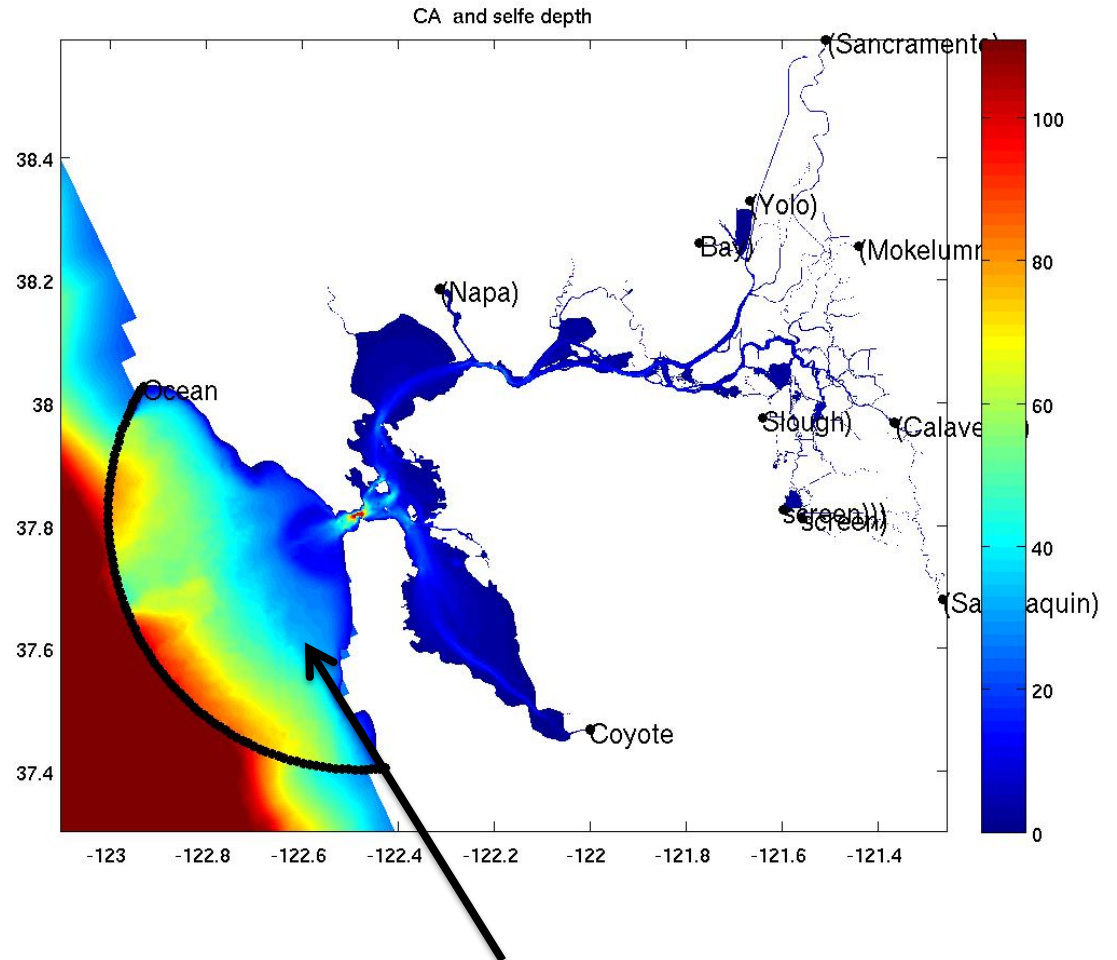 CA and selfe depth
(Sancramento)
100
38.4
(Yolo)
Bay)
(Mokelumn
80
38.2
(Napa)
38
Ocean
60
Slough)
(Calave
)
screen)))
screen)
37.8
40
(Sa
aquin)
37.6
20
Coyote
37.4
0
-123
-122.8
-122.6
-122.4
-122.2
-122
-121.8
-121.6
-121.4